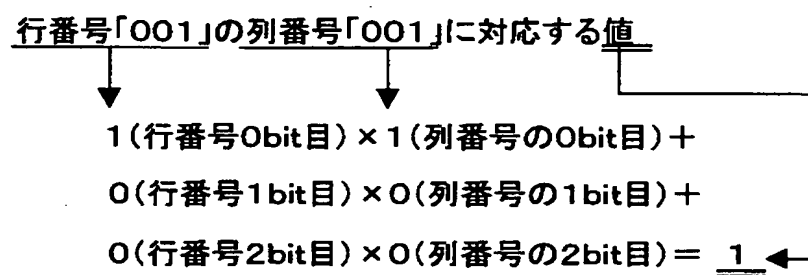 行番号「001」の列番号「001」に対応する値
1(行番号0bit目)×1(列番号の0bit目)+
0(行番号1bit目)×0(列番号の1bit目)+
0(行番号2bit目)×0(列番号の2bit目)= 1